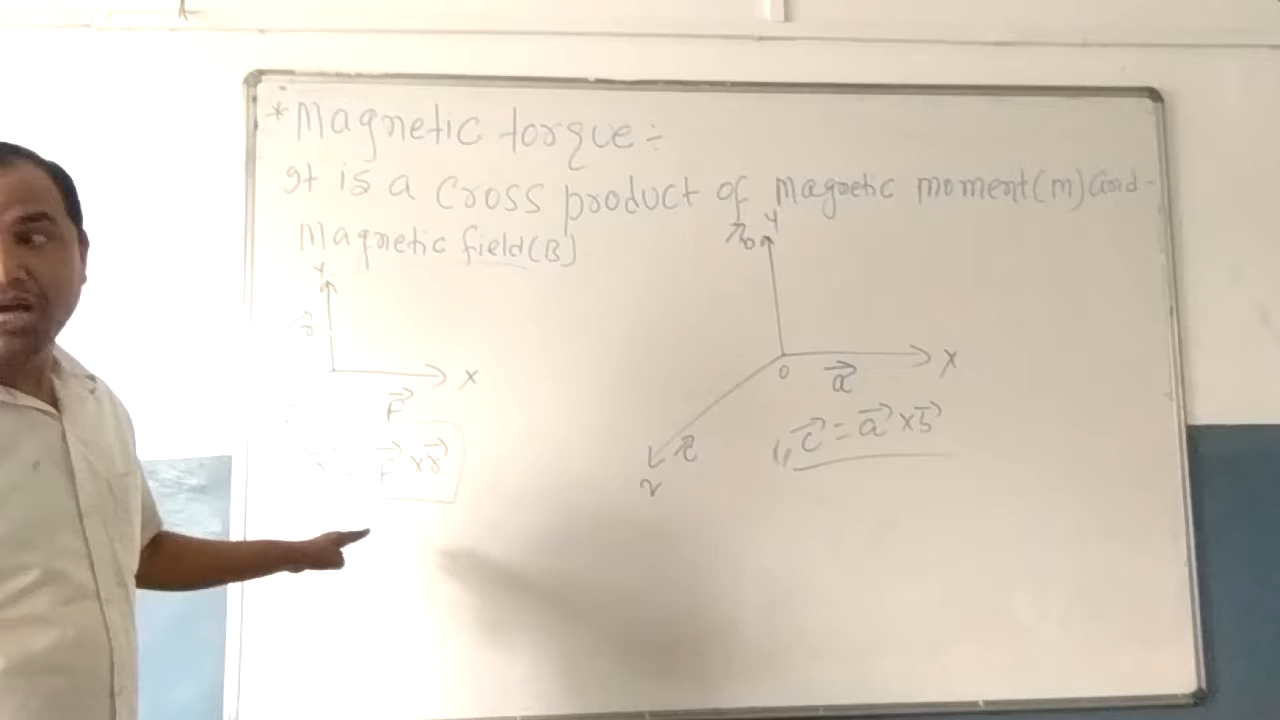 *Magnetic torque÷
It is a cross product of Magnetic moment(m) and-
Magnetic field(B)
Y
X
F⃗
F⃗ × r⃗
Y
b⃗
O
X
a⃗
c⃗
c⃗ = a⃗ × b⃗